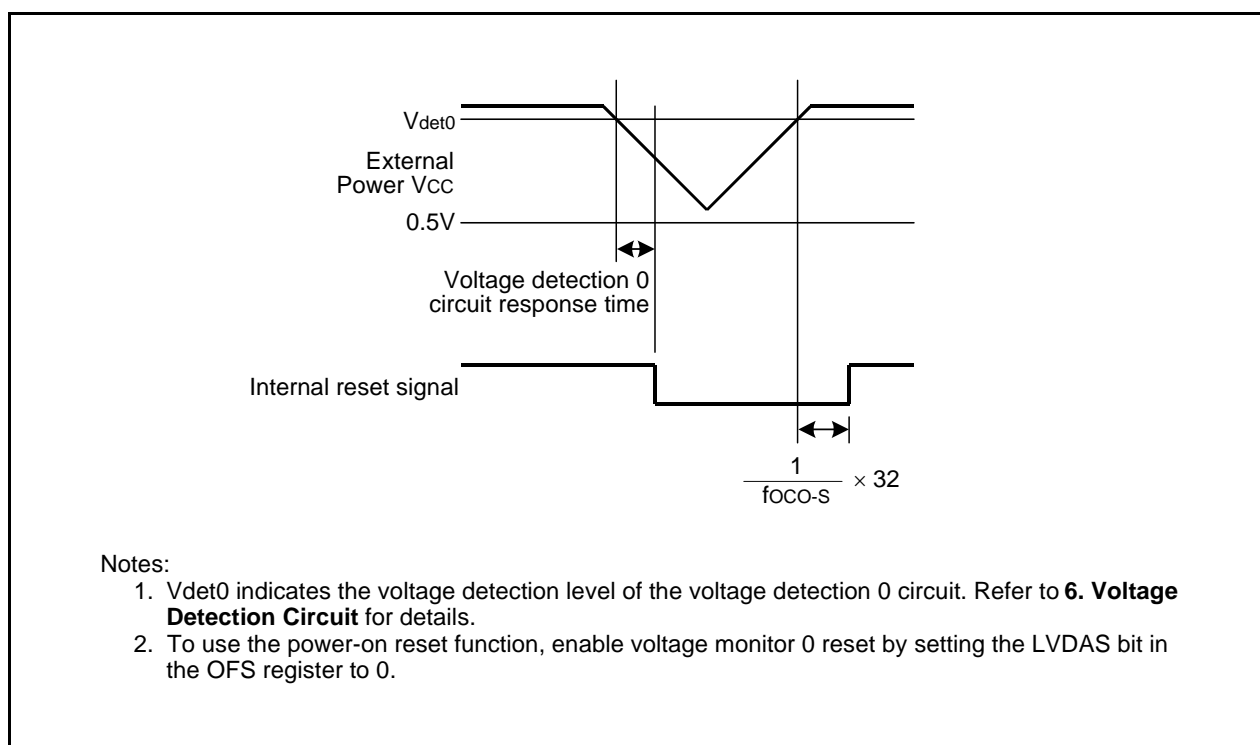 Vdet0
External
Power VCC
0.5V
Voltage detection 0
circuit response time
Internal reset signal
1
fOCO-S
× 32
Notes:
1. Vdet0 indicates the voltage detection level of the voltage detection 0 circuit. Refer to 6. Voltage
Detection Circuit for details.
2. To use the power-on reset function, enable voltage monitor 0 reset by setting the LVDAS bit in
the OFS register to 0.